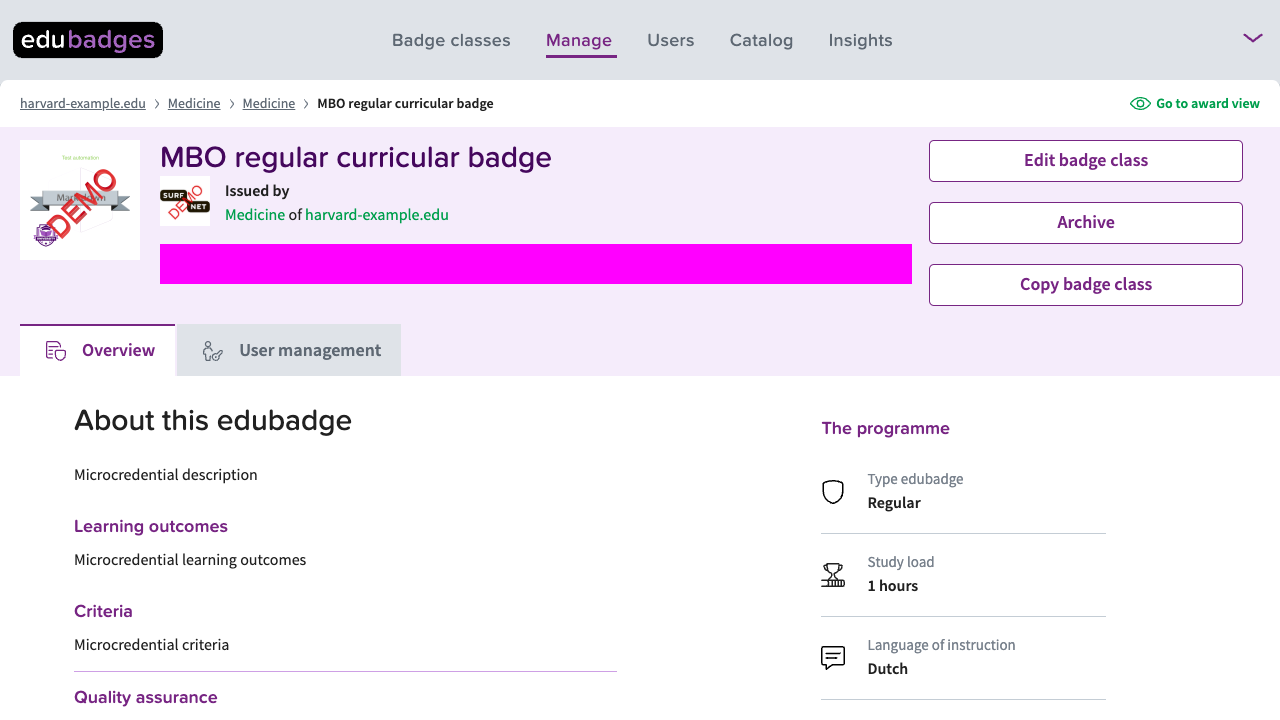 edubadges
Badge classes
Manage
Users
Catalog
Insights
harvard-example.edu > Medicine > Medicine > MBO regular curricular badge
Go to award view
Test automation
DEMO
MBO regular curricular badge
SURF
NET
DEMO
Issued by
Medicine of harvard-example.edu
Edit badge class
Archive
Copy badge class
Overview
User management
About this edubadge
Microcredential description
Learning outcomes
Microcredential learning outcomes
Criteria
Microcredential criteria
Quality assurance
The programme
Type edubadge
Regular
Study load
1 hours
Language of instruction
Dutch